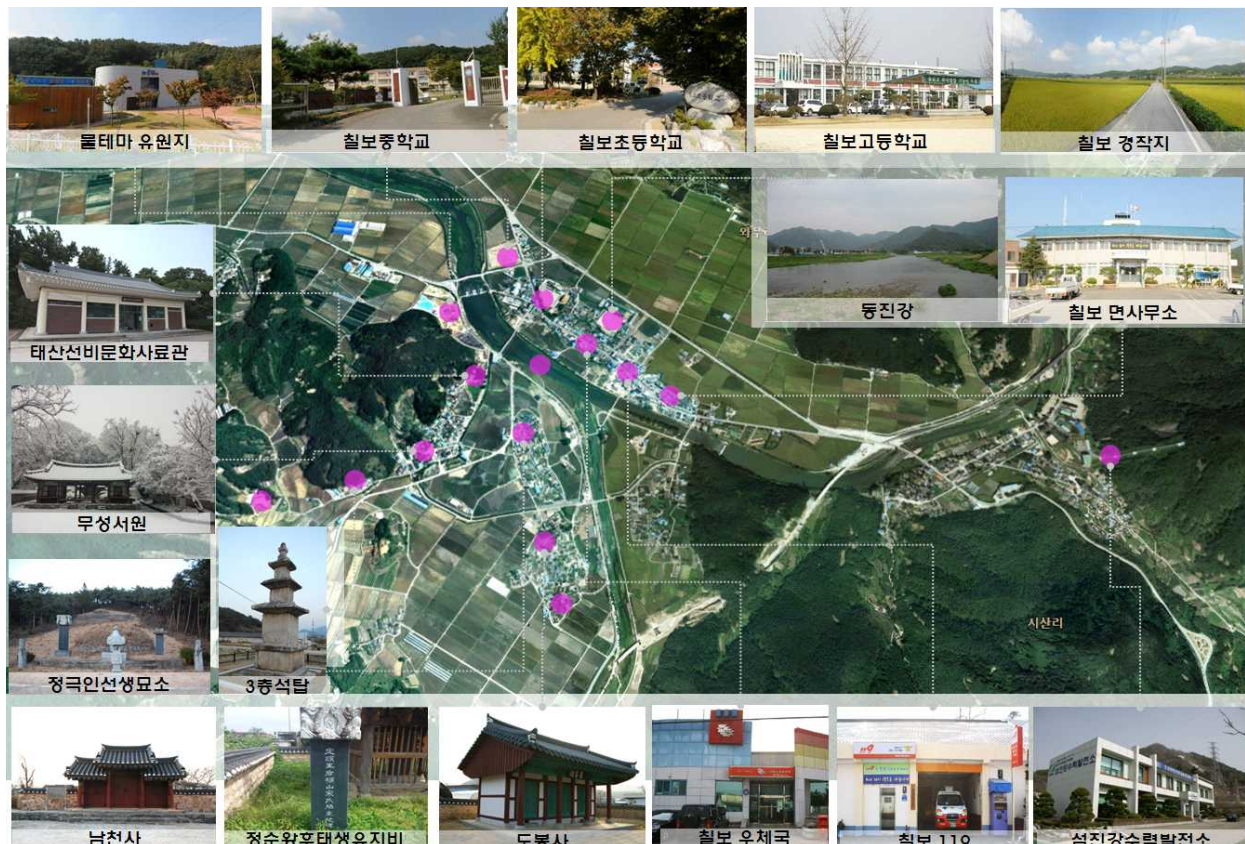 물테마 유원지
칠보중학교
칠보초등학교
칠보고등학교
칠보 경작지
동진강
칠보 면사무소
태산선비문화사료관
무성서원
정극인선생묘소
3층석탑
시산리
남천사
정순왕후태생유지비
도봉사
칠보 우체국
칠보 119
섬진강수력발전소
119